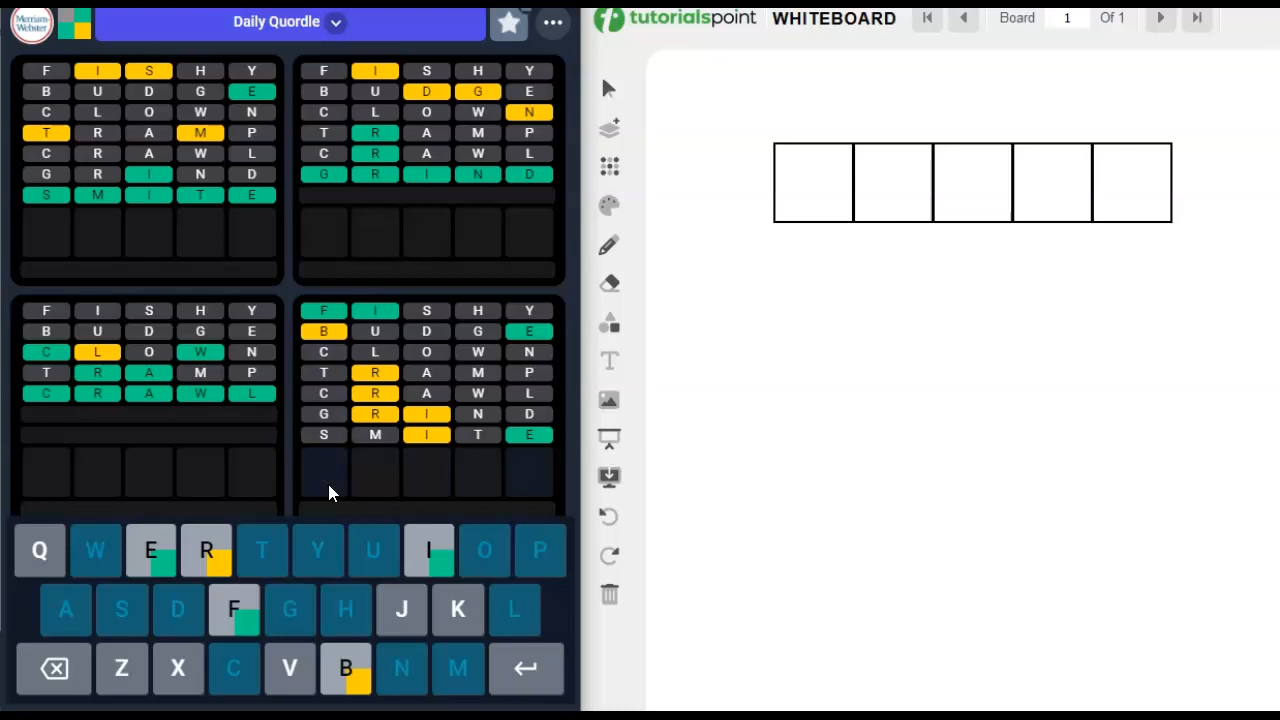 Merriam-Webster
Daily Quordle
F I S H Y
B U D G E
C L O W N
T R A M P
C R A W L
G R I N D
S M I T E
F I S H Y
B U D G E
C L O W N
T R A M P
C R A W L
G R I N D
F I S H Y
B U D G E
C L O W N
T R A M P
C R A W L
F I S H Y
B U D G E
C L O W N
T R A M P
C R A W L
G R I N D
S M I T E
Q W E R T Y U I O P
A S D F G H J K L
Z X C V B N M
tutorialspoint WHITEBOARD Board 1 Of 1
T